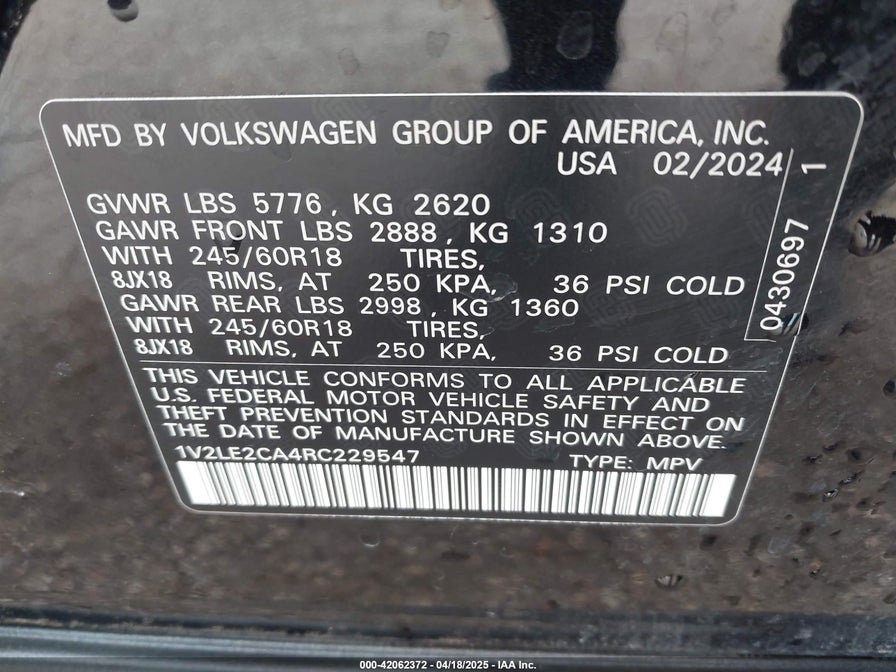 MFD BY VOLKSWAGEN GROUP OF AMERICA, INC.
USA 02/2024
GVWR LBS 5776, KG 2620
GAWR FRONT LBS 2888, KG 1310
WITH 245/60R18 TIRES,
8JX18 RIMS, AT 250 KPA, 36 PSI COLD
GAWR REAR LBS 2998, KG 1360
WITH 245/60R18 TIRES,
8JX18 RIMS, AT 250 KPA, 36 PSI COLD
0430697 1
THIS VEHICLE CONFORMS TO ALL APPLICABLE
U.S. FEDERAL MOTOR VEHICLE SAFETY AND
THEFT PREVENTION STANDARDS IN EFFECT ON
THE DATE OF MANUFACTURE SHOWN ABOVE.
1V2LE2CA4RC229547 TYPE: MPV
000-42062372 - 04/18/2025 - IAA Inc.